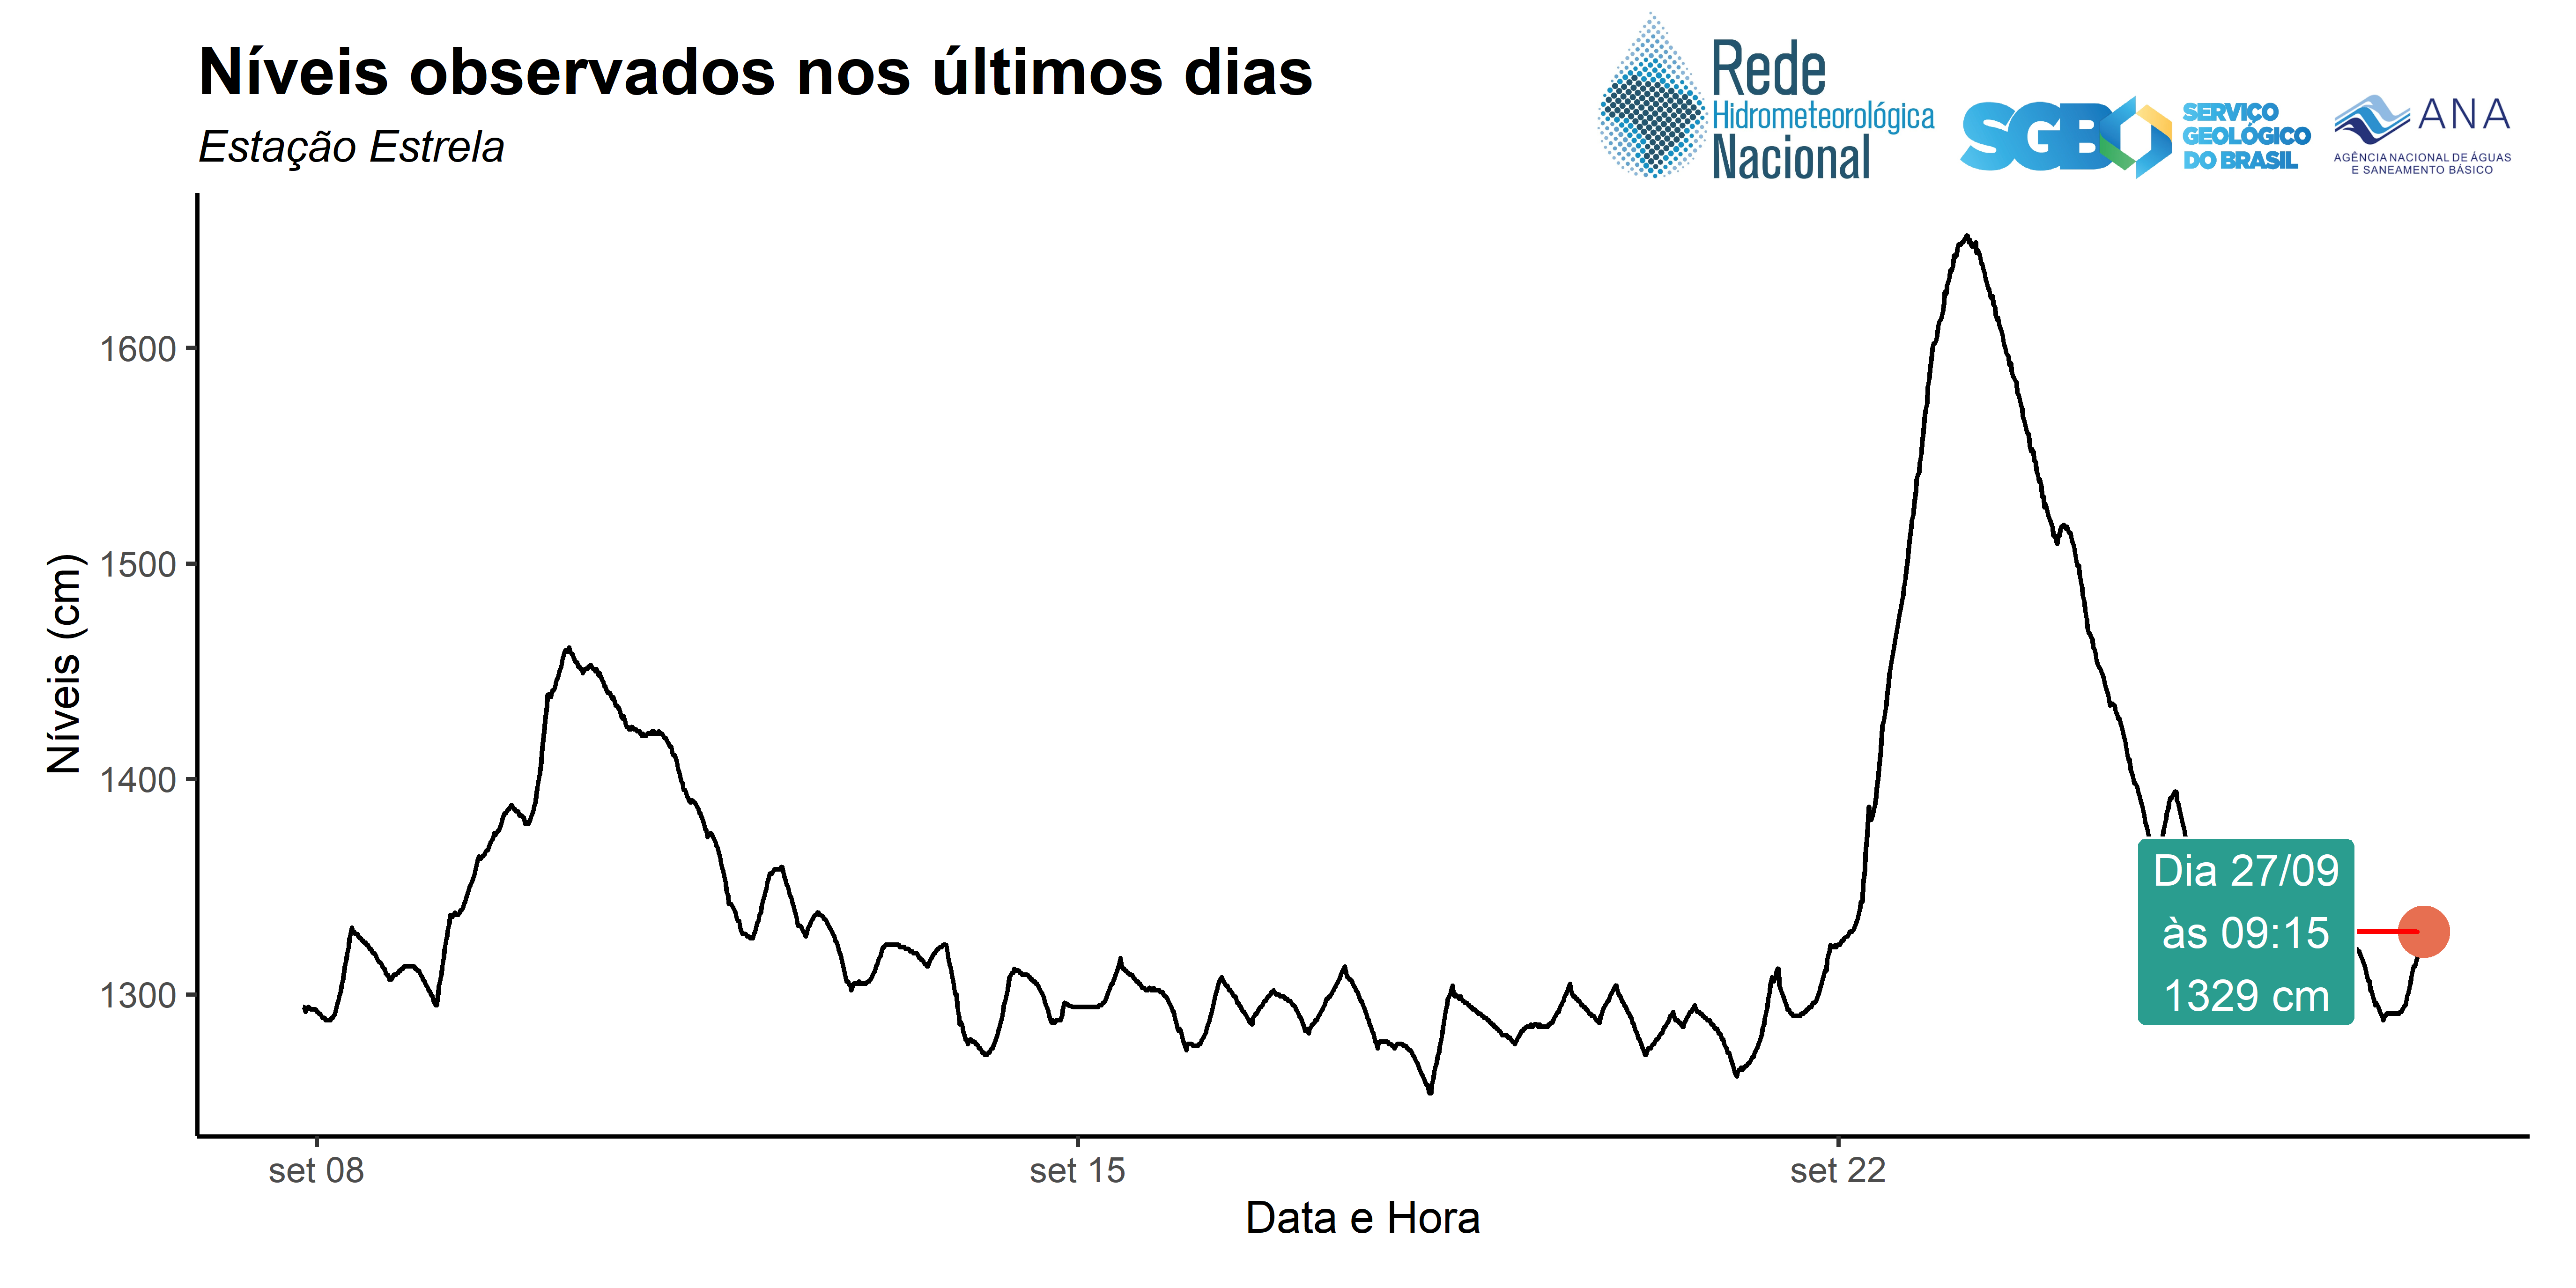 Níveis observados nos últimos dias
Estação Estrela
Rede
Hidrometeorológica
Nacional
SGB
SERVIÇO
GEOLÓGICO
DO BRASIL
ANA
AGÊNCIA NACIONAL DE ÁGUAS
E SANEAMENTO BÁSICO
Níveis (cm)
1600
1500
1400
1300
Dia 27/09
às 09:15
1329 cm
set 08
set 15
set 22
Data e Hora